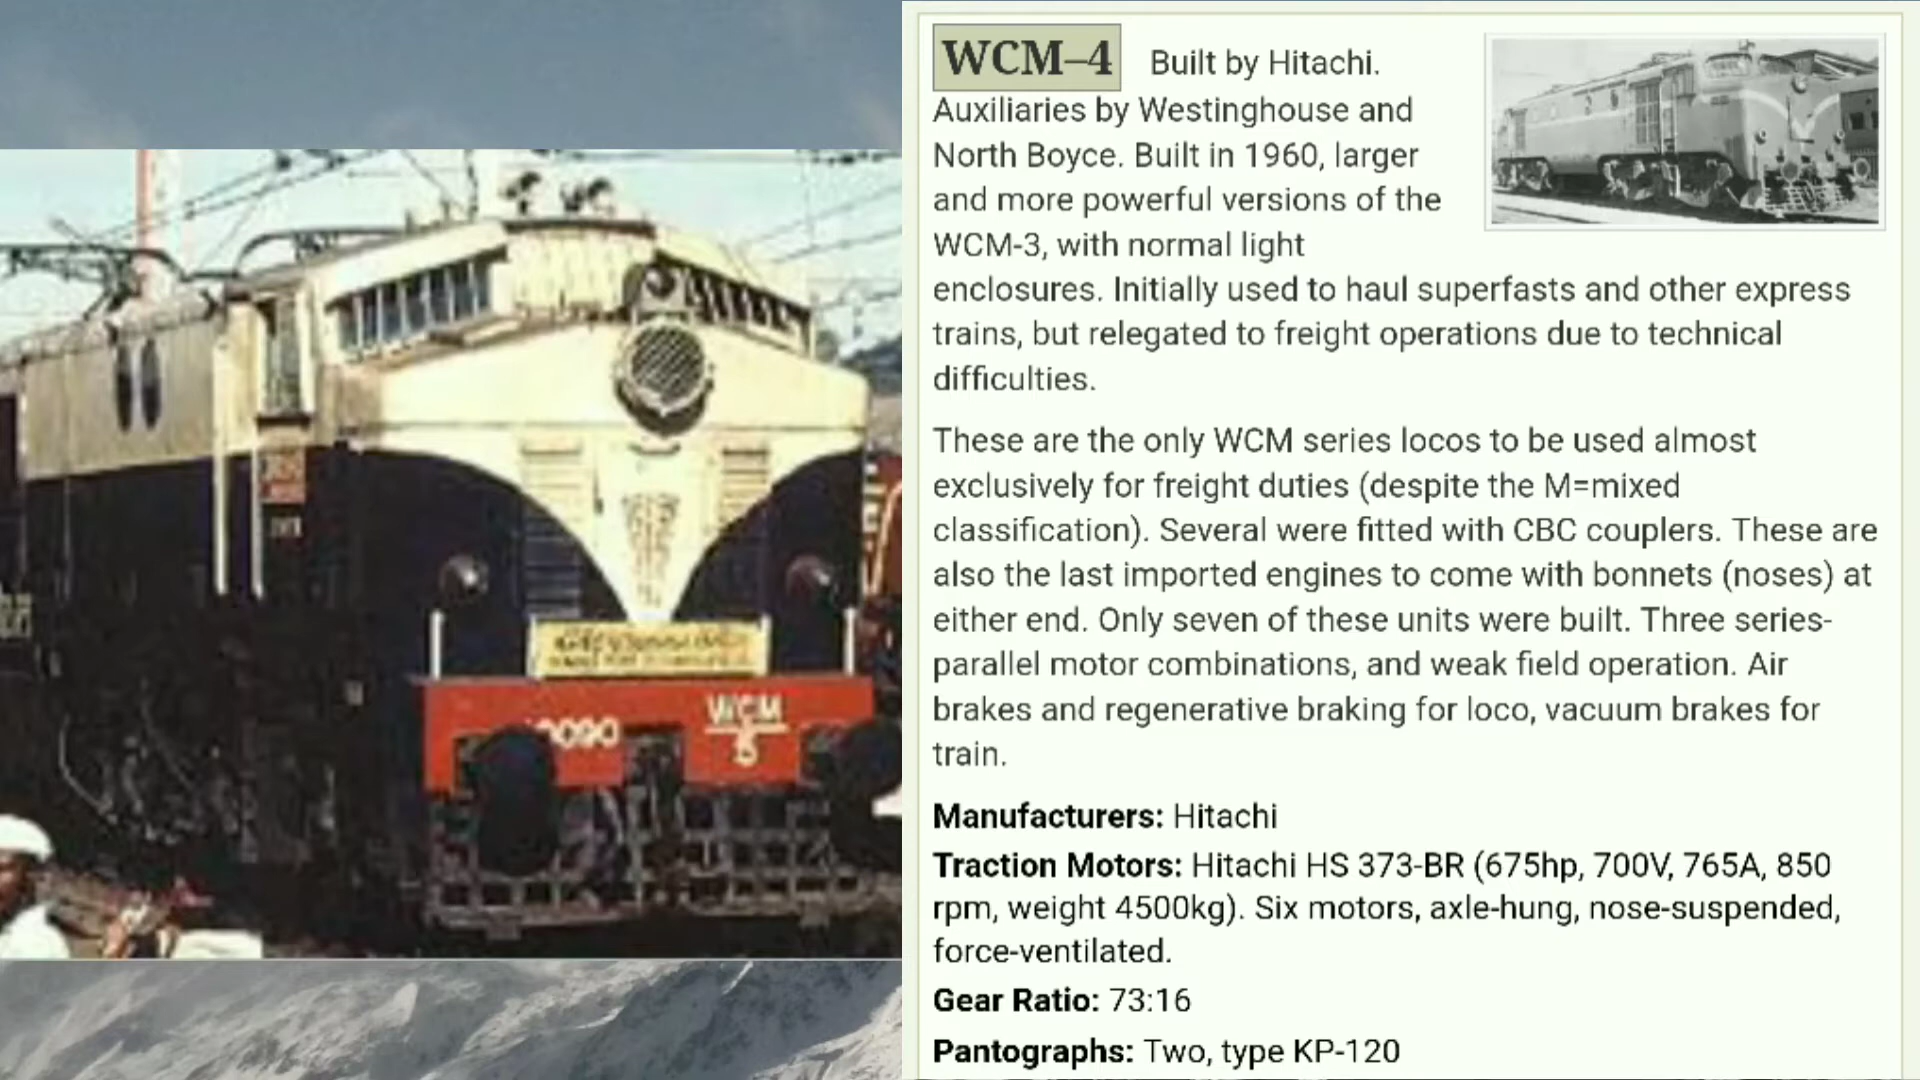 WCM–4 Built by Hitachi.
Auxiliaries by Westinghouse and
North Boyce. Built in 1960, larger
and more powerful versions of the
WCM-3, with normal light
enclosures. Initially used to haul superfasts and other express
trains, but relegated to freight operations due to technical
difficulties.
These are the only WCM series locos to be used almost
exclusively for freight duties (despite the M=mixed
classification). Several were fitted with CBC couplers. These are
also the last imported engines to come with bonnets (noses) at
either end. Only seven of these units were built. Three series-
parallel motor combinations, and weak field operation. Air
brakes and regenerative braking for loco, vacuum brakes for
train.
Manufacturers: Hitachi
Traction Motors: Hitachi HS 373-BR (675hp, 700V, 765A, 850
rpm, weight 4500kg). Six motors, axle-hung, nose-suspended,
force-ventilated.
Gear Ratio: 73:16
Pantographs: Two, type KP-120
WCM
5